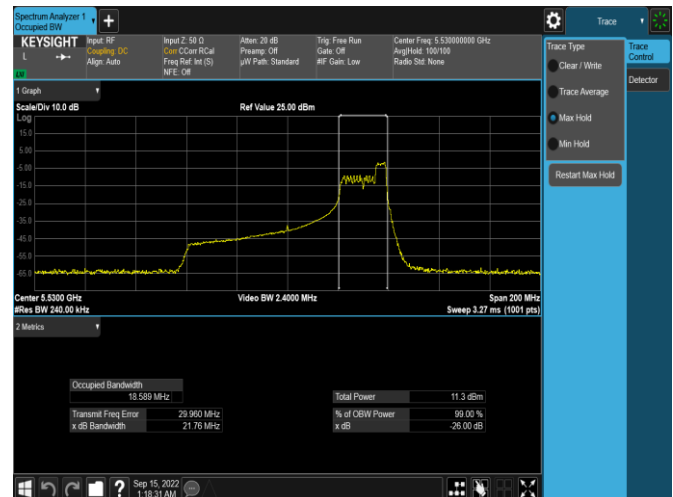 Spectrum Analyzer 1
Occupied BW
+
Trace
KEYSIGHT
L
LXI
Input: RF
Coupling: DC
Align: Auto
Input Z: 50 Ω
Corr CCorr RCal
Freq Ref: Int (S)
NFE: Off
Atten: 20 dB
Preamp: Off
µW Path: Standard
Trig: Free Run
Gate: Off
#IF Gain: Low
Center Freq: 5.530000000 GHz
Avg|Hold: 100/100
Radio Std: None
Trace Type
Clear / Write
Trace Average
Max Hold
Min Hold
Restart Max Hold
Trace
Control
Detector
1 Graph
Scale/Div 10.0 dB
Ref Value 25.00 dBm
Log
15.0
5.00
-5.00
-15.0
-25.0
-35.0
-45.0
-55.0
-65.0
Center 5.5300 GHz
#Res BW 240.00 kHz
Video BW 2.4000 MHz
Span 200 MHz
Sweep 3.27 ms (1001 pts)
2 Metrics
Occupied Bandwidth
18.589 MHz
Transmit Freq Error 29.960 MHz
x dB Bandwidth 21.76 MHz
Total Power 11.3 dBm
% of OBW Power 99.00 %
x dB -26.00 dB
?
Sep 15, 2022
1:18:31 AM